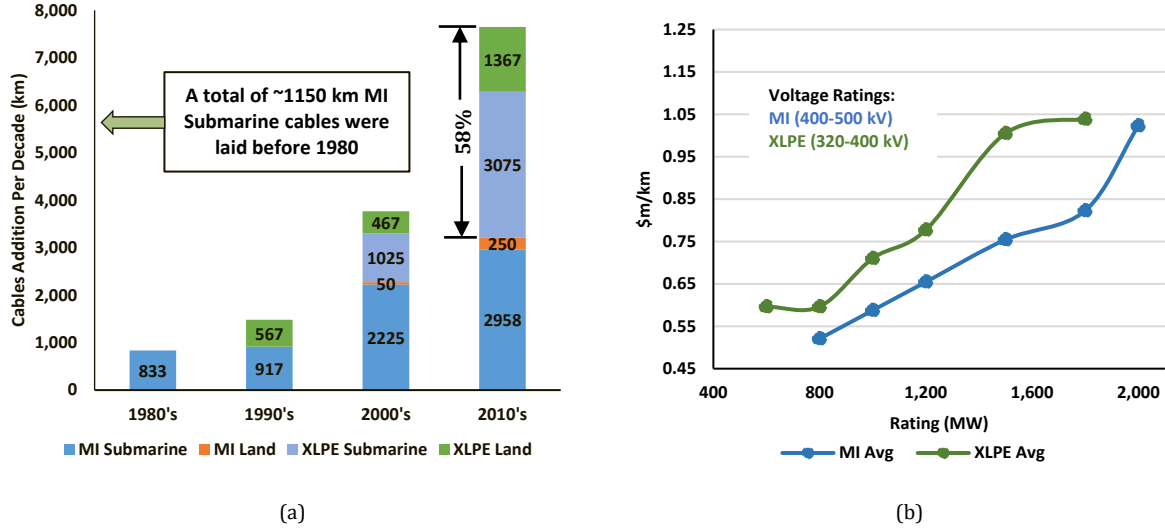 8,000
7,000
6,000
5,000
4,000
3,000
2,000
1,000
0
Cables Addition Per Decade (km)
A total of ~1150 km MI
Submarine cables were
laid before 1980
58%
833
567
917
467
1025
50
2225
1367
3075
250
2958
1980's
1990's
2000's
2010's
MI Submarine
MI Land
XLPE Submarine
XLPE Land
(a)
1.25
1.15
1.05
0.95
0.85
0.75
0.65
0.55
0.45
$m/km
Voltage Ratings:
MI (400-500 kV)
XLPE (320-400 kV)
400
800
1,200
1,600
2,000
Rating (MW)
MI Avg
XLPE Avg
(b)